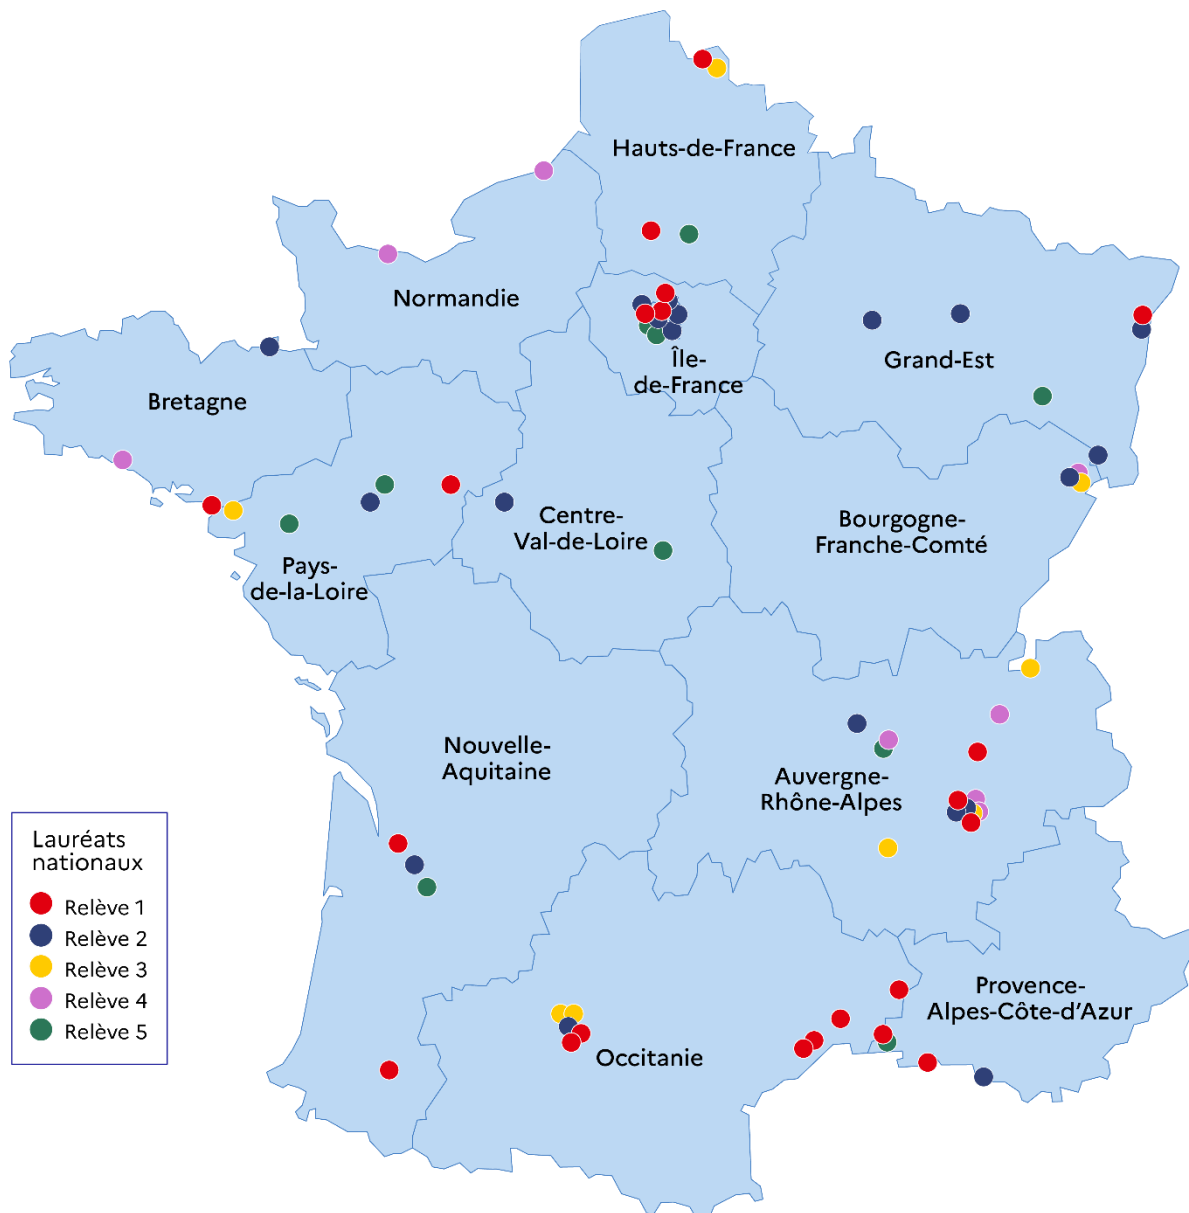 Hauts-de-France
Normandie
Île-
de-France
Grand-Est
Bretagne
Centre-
Val-de-Loire
Bourgogne-
Franche-Comté
Pays-
de-la-Loire
Nouvelle-
Aquitaine
Auvergne-
Rhône-Alpes
Lauréats
nationaux
Relève 1
Relève 2
Relève 3
Relève 4
Relève 5
Provence-
Alpes-Côte-d’Azur
Occitanie